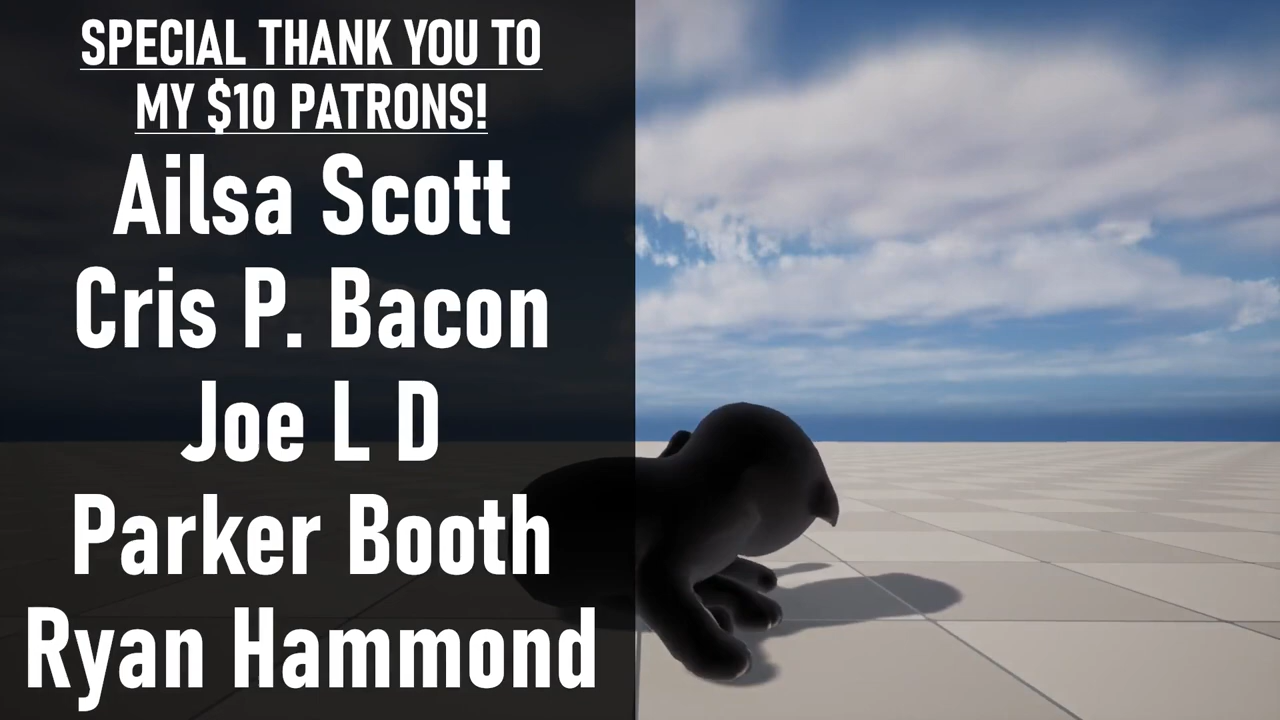 SPECIAL THANK YOU TO
MY $10 PATRONS!
Ailsa Scott
Cris P. Bacon
Joe L D
Parker Booth
Ryan Hammond